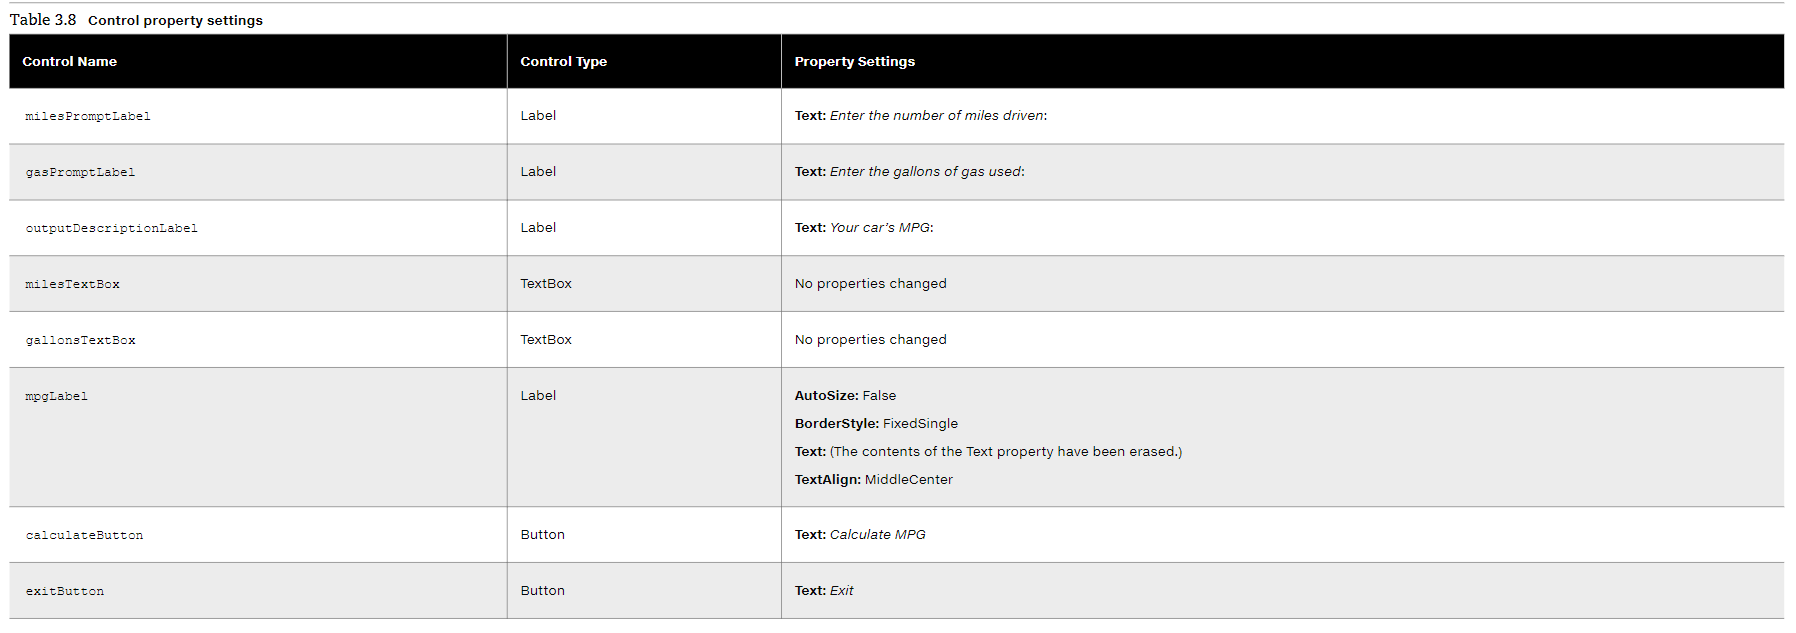 Table 3.8 Control property settings
Control Name Control Type Property Settings
milesPromptLabel Label Text: Enter the number of miles driven:
gasPromptLabel Label Text: Enter the gallons of gas used:
outputDescriptionLabel Label Text: Your car’s MPG:
milesTextBox TextBox No properties changed
gallonsTextBox TextBox No properties changed
mpgLabel Label AutoSize: False
BorderStyle: FixedSingle
Text: (The contents of the Text property have been erased.)
TextAlign: MiddleCenter
calculateButton Button Text: Calculate MPG
exitButton Button Text: Exit